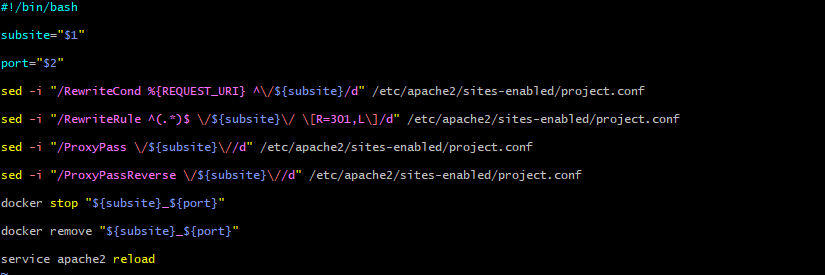 #!/bin/bash
subsite="$1"
port="$2"
sed -i "/RewriteCond %{REQUEST_URI} ^\/${subsite}/d" /etc/apache2/sites-enabled/project.conf
sed -i "/RewriteRule ^(.*)$ \/${subsite}\/ \[R=301,L\]/d" /etc/apache2/sites-enabled/project.conf
sed -i "/ProxyPass \/${subsite}\//d" /etc/apache2/sites-enabled/project.conf
sed -i "/ProxyPassReverse \/${subsite}\//d" /etc/apache2/sites-enabled/project.conf
docker stop "${subsite}_${port}"
docker remove "${subsite}_${port}"
service apache2 reload
~